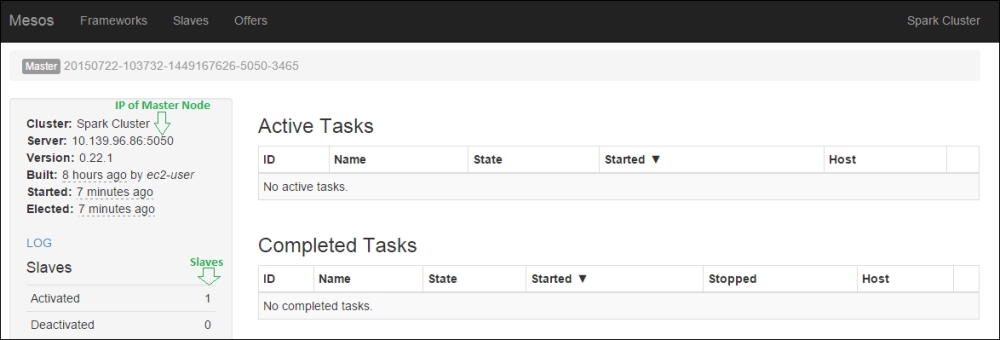 Mesos Frameworks Slaves Offers Spark Cluster
Master 20150722-103732-1449167626-5050-3465
IP of Master Node
Cluster: Spark Cluster
Server: 10.139.96.86:5050
Version: 0.22.1
Built: 8 hours ago by ec2-user
Started: 7 minutes ago
Elected: 7 minutes ago
LOG
Slaves
Slaves
Activated 1
Deactivated 0
Active Tasks
ID Name State Started ▼ Host
No active tasks.
Completed Tasks
ID Name State Started ▼ Stopped Host
No completed tasks.